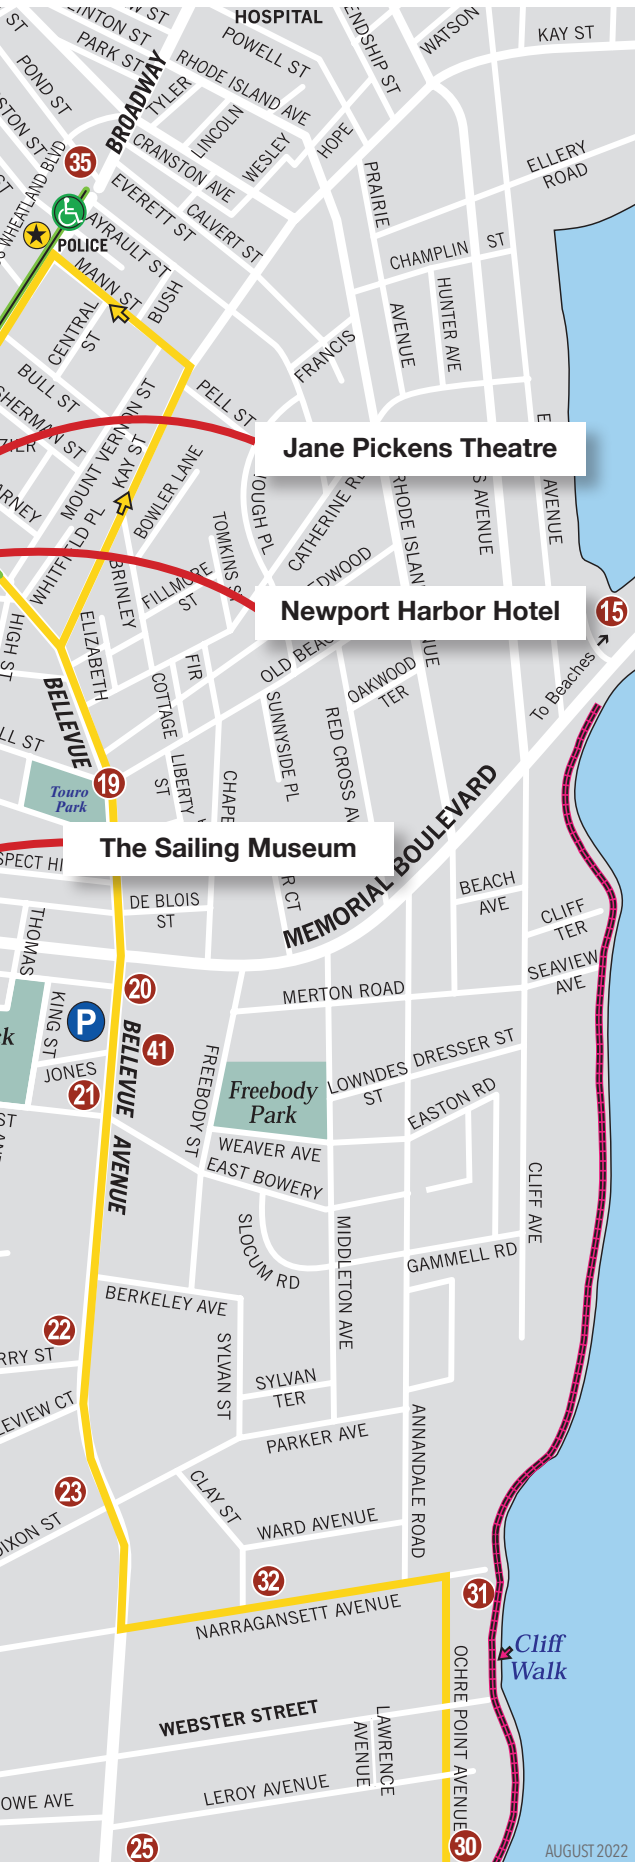 HOSPITAL
KAY ST
WATSON
POWELL ST
PARK ST
RHODE ISLAND AVE
POND ST
BROADWAY
TYLER
LINCOLN
WESLEY
HOPE
CRANSTON AVE
35
ELLERY
ROAD
PRAIRIE
EVERETT ST
CALVERT ST
AYRAULT ST
POLICE
CHAMPLIN ST
MANN ST
BUSH
CENTRAL
ST
HUNTER AVE
AVENUE
FRANCIS
BULL ST
SHERMAN ST
PELL ST
MOUNT VERNON ST
KAY ST
Jane Pickens Theatre
BOWLER LANE
WHITFIELD PL
TOMKINS S
AVENUE
S AVENUE
Newport Harbor Hotel
15
BRINLEY
FILLMORE
ST
ELIZABETH
HIGH ST
FIR
OAKWOOD
TER
To Beaches
BELLEVUE
COTTAGE
SUNNYSIDE PL
RED CROSS AV
LIBERTY
ST
19
Touro
Park
The Sailing Museum
MEMORIAL BOULEVARD
DE BLOIS
ST
BEACH
AVE
CLIFF
TER
THOMAS
SEAVIEW
AVE
20
MERTON ROAD
KING ST
P
41
BELLEVUE AVENUE
FREEBODY ST
JONES
21
Freebody
Park
LOWNDES
ST
DRESSER ST
EASTON RD
WEAVER AVE
EAST BOWERY
CLIFF AVE
SLOCUM RD
MIDDLETON AVE
GAMMELL RD
BERKELEY AVE
22
SYLVAN ST
SYLVAN
TER
PARKER AVE
ANNANDALE ROAD
23
CLAY ST
WARD AVENUE
32
31
NARRAGANSETT AVENUE
Cliff
Walk
OCHRE POINT AVENUE
WEBSTER STREET
LAWRENCE
AVENUE
LEROY AVENUE
OWE AVE
25
30
AUGUST 2022